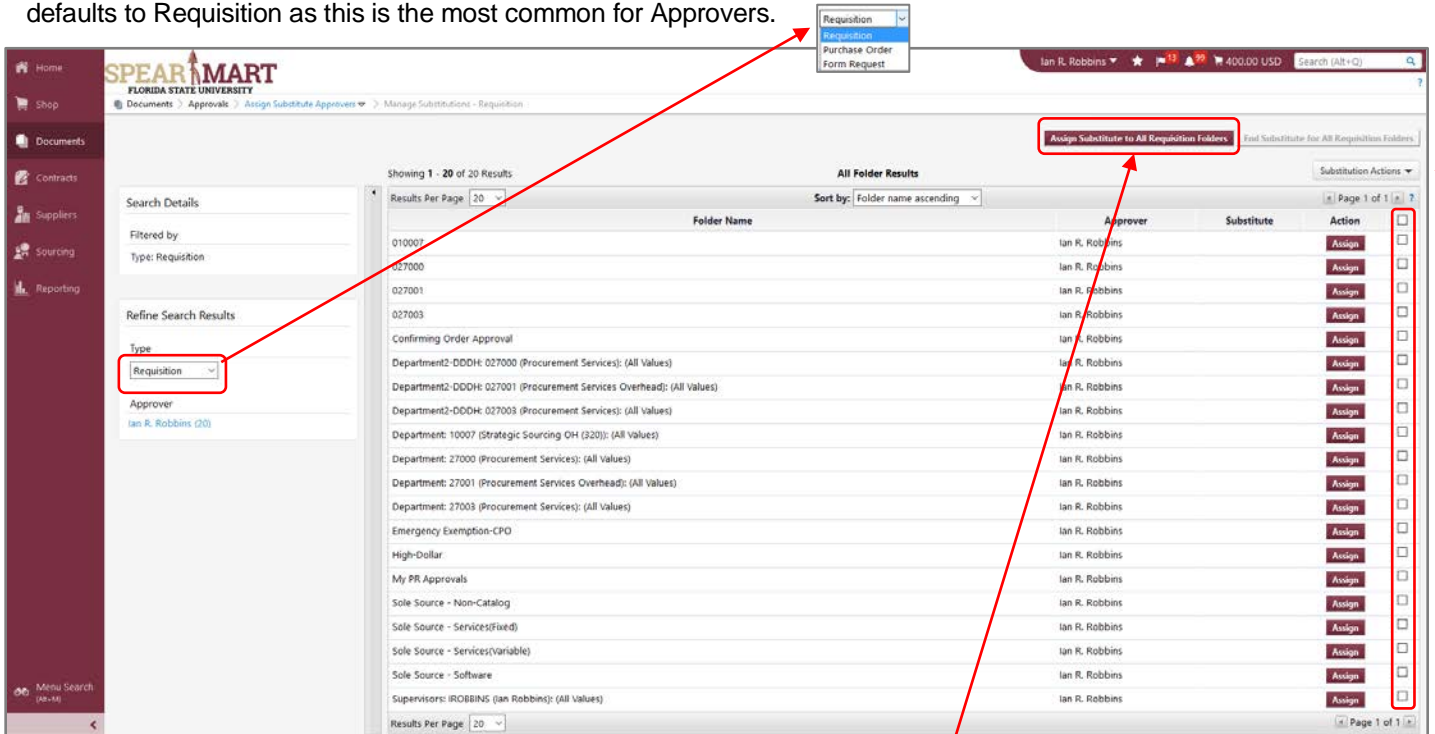 defaults to Requisition as this is the most common for Approvers.
Requisition
Requisition
Purchase Order
Form Request
Home
Shop
Documents
Contracts
Suppliers
Sourcing
Reporting
Menu Search
(Alt+M)
SPEARMART
FLORIDA STATE UNIVERSITY
Ian R. Robbins 13 99 400.00 USD Search (Alt+Q)
?
Documents > Approvals > Assign Substitute Approvers > Manage Substitutions - Requisition
Assign Substitute to All Requisition Folders End Substitute for All Requisition Folders
Showing 1 - 20 of 20 Results All Folder Results Substitution Actions
Search Details
Filtered by
Type: Requisition
Refine Search Results
Type
Requisition
Approver
Ian R. Robbins (20)
Results Per Page 20 Sort by: Folder name ascending Page 1 of 1 ?
Folder Name Approver Substitute Action
010007 Ian R. Robbins Assign
027000 Ian R. Robbins Assign
027001 Ian R. Robbins Assign
027003 Ian R. Robbins Assign
Confirming Order Approval Ian R. Robbins Assign
Department2-DDDH: 027000 (Procurement Services): (All Values) Ian R. Robbins Assign
Department2-DDDH: 027001 (Procurement Services Overhead): (All Values) Ian R. Robbins Assign
Department2-DDDH: 027003 (Procurement Services): (All Values) Ian R. Robbins Assign
Department: 10007 (Strategic Sourcing OH (320)): (All Values) Ian R. Robbins Assign
Department: 27000 (Procurement Services): (All Values) Ian R. Robbins Assign
Department: 27001 (Procurement Services Overhead): (All Values) Ian R. Robbins Assign
Department: 27003 (Procurement Services): (All Values) Ian R. Robbins Assign
Emergency Exemption-CPO Ian R. Robbins Assign
High-Dollar Ian R. Robbins Assign
My PR Approvals Ian R. Robbins Assign
Sole Source - Non-Catalog Ian R. Robbins Assign
Sole Source - Services(Fixed) Ian R. Robbins Assign
Sole Source - Services(Variable) Ian R. Robbins Assign
Sole Source - Software Ian R. Robbins Assign
Supervisors: IROBBINS (Ian Robbins): (All Values) Ian R. Robbins Assign
Results Per Page 20 Page 1 of 1